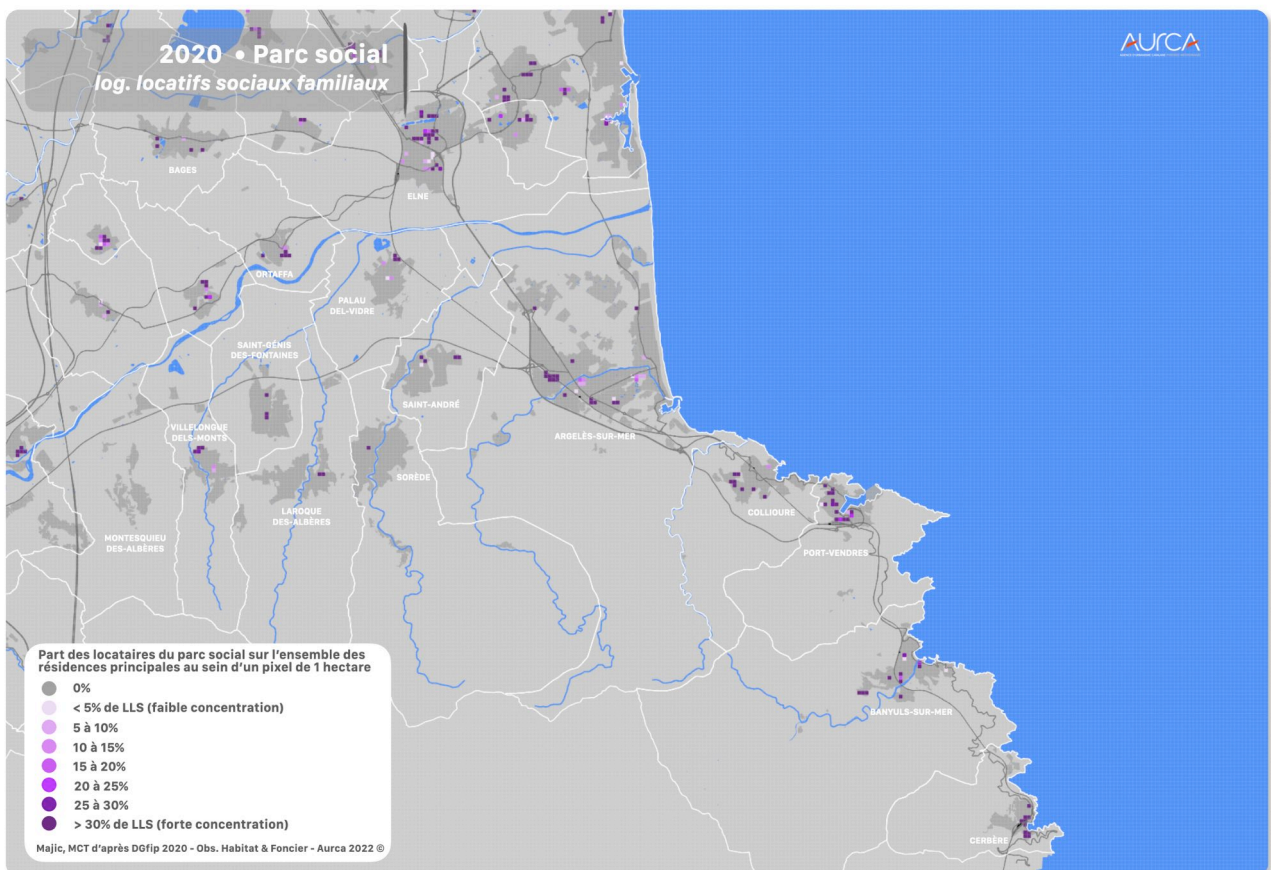 2020 • Parc social
log. locatifs sociaux familiaux
AURCA
BAGES
ELNE
ORTAFFA
PALAU
DEL-VIDRE
SAINT-GÉNIS
DES-FONTAINES
SAINT-ANDRÉ
VILLELONGUE
DELS-MONTS
ARGELÈS-SUR-MER
SORÈDE
LAROQUE
DES-ALBÈRES
COLLIOURE
MONTESQUIEU
DES-ALBÈRES
PORT-VENDRES
BANYULS-SUR-MER
CERBÈRE
Part des locataires du parc social sur l'ensemble des
résidences principales au sein d'un pixel de 1 hectare
0%
< 5% de LLS (faible concentration)
5 à 10%
10 à 15%
15 à 20%
20 à 25%
25 à 30%
> 30% de LLS (forte concentration)
Majic, MCT d'après DGfip 2020 - Obs. Habitat & Foncier - Aurca 2022 ©